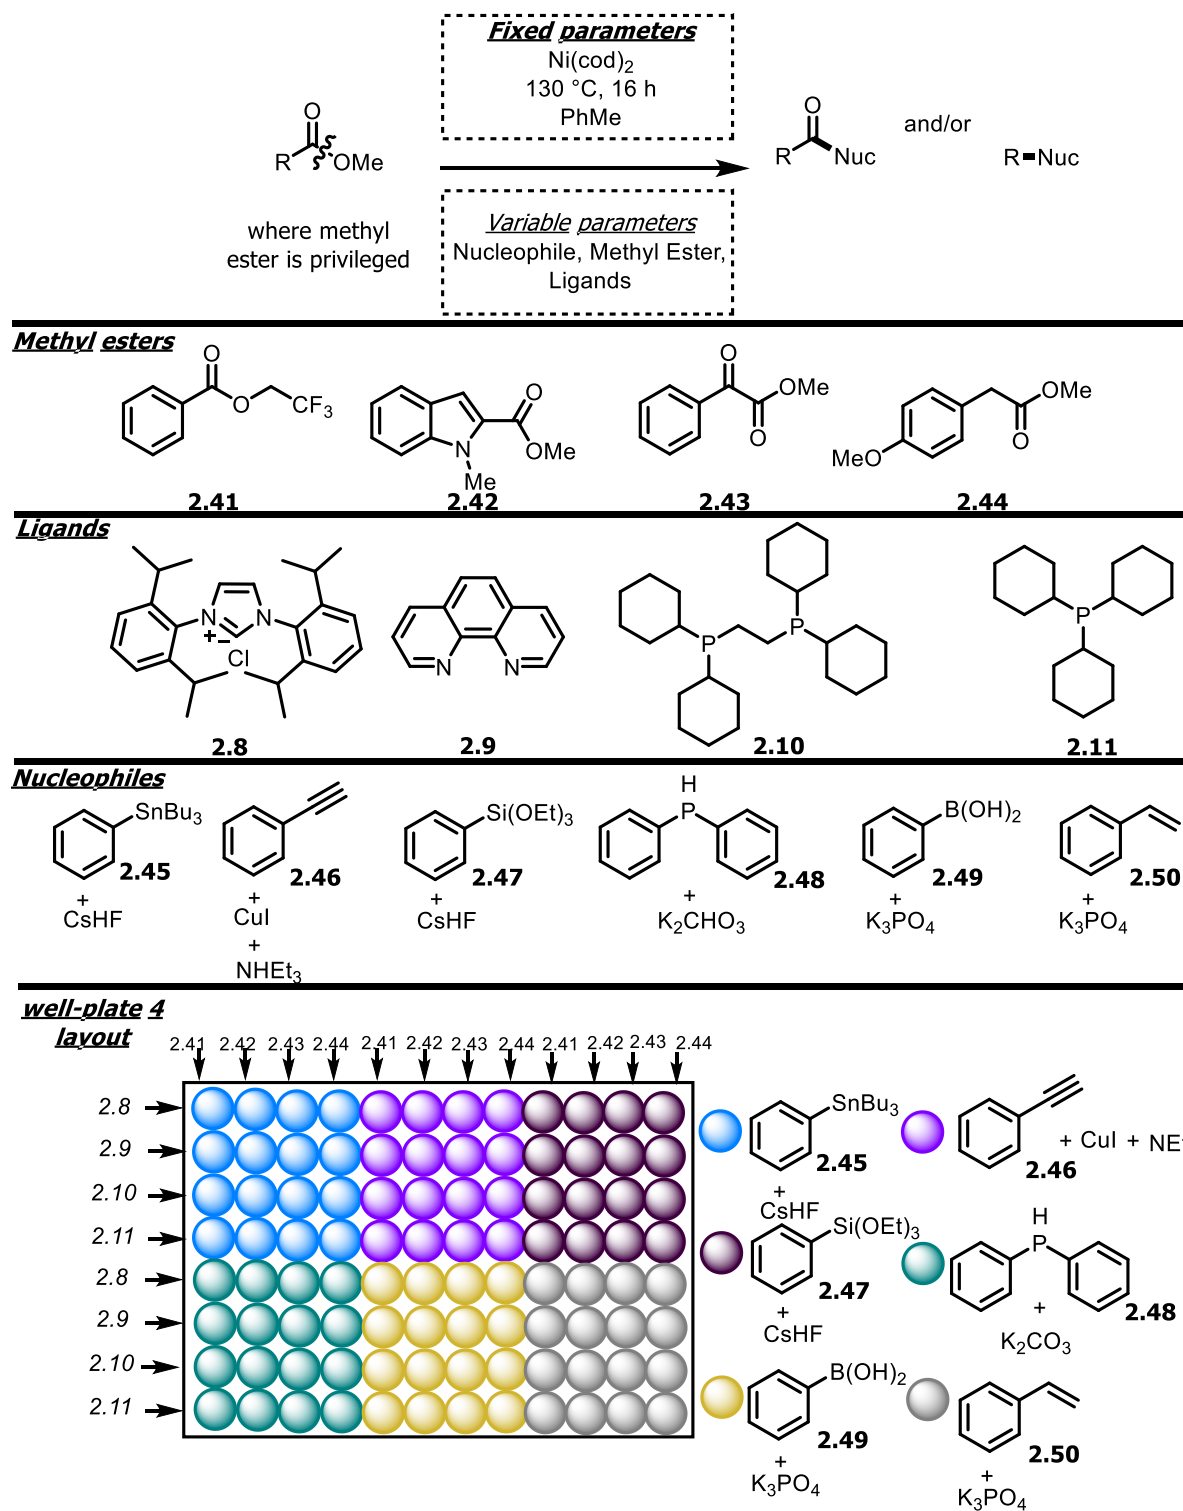 Fixed parameters
Ni(cod)2
130 °C, 16 h
PhMe
O
R
OMe
O
R
Nuc
and/or
R
Nuc
where methyl
ester is privileged
Variable parameters
Nucleophile, Methyl Ester,
Ligands
Methyl esters
O
O
CF3
2.41
O
N
OMe
Me
2.42
O
OMe
O
2.43
OMe
O
MeO
2.44
Ligands
N
N
+
–
Cl
2.8
N
N
2.9
P
P
2.10
P
2.11
Nucleophiles
SnBu3
2.45
+
CsHF
2.46
+
CuI
+
NHEt3
Si(OEt)3
2.47
+
CsHF
H
P
2.48
+
K2CHO3
B(OH)2
2.49
+
K3PO4
2.50
+
K3PO4
well-plate 4
layout
2.41 2.42 2.43 2.44 2.41 2.42 2.43 2.44 2.41 2.42 2.43 2.44
2.8
2.9
2.10
2.11
2.8
2.9
2.10
2.11
SnBu3
2.45
+
CsHF
2.46
+ CuI + NE
Si(OEt)3
2.47
+
CsHF
H
P
2.48
+
K2CO3
B(OH)2
2.49
+
K3PO4
2.50
+
K3PO4